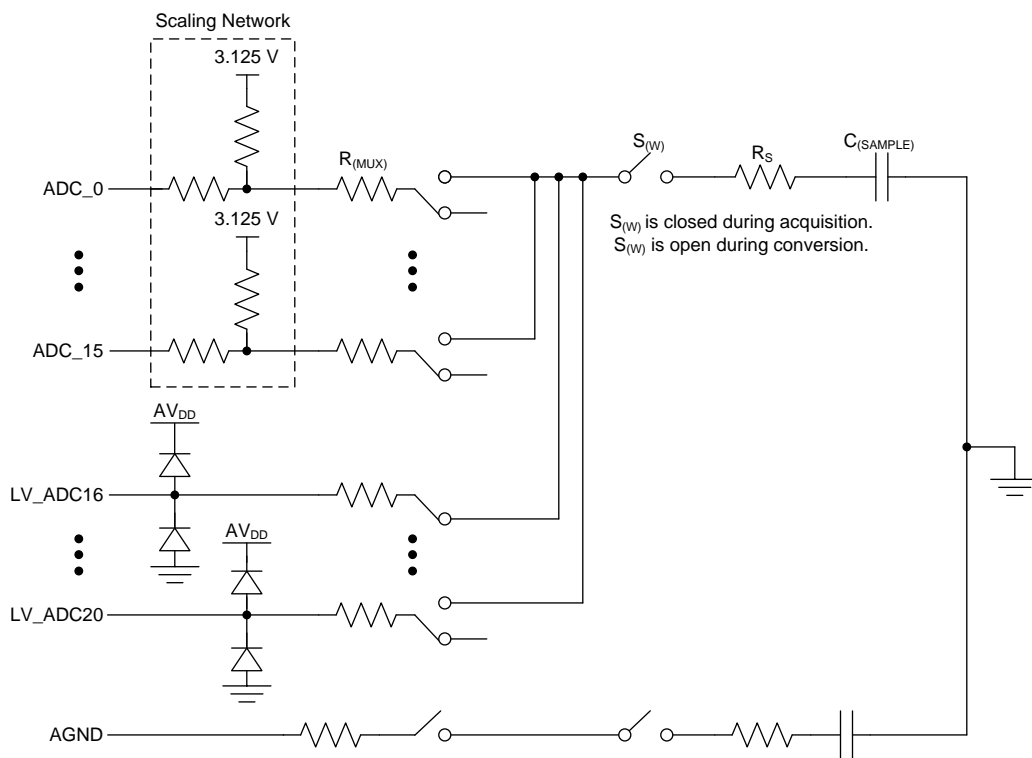 Scaling Network
3.125 V
R(MUX)
S(W)
RS
C(SAMPLE)
ADC_0
3.125 V
S(W) is closed during acquisition.
S(W) is open during conversion.
ADC_15
AVDD
LV_ADC16
AVDD
LV_ADC20
AGND